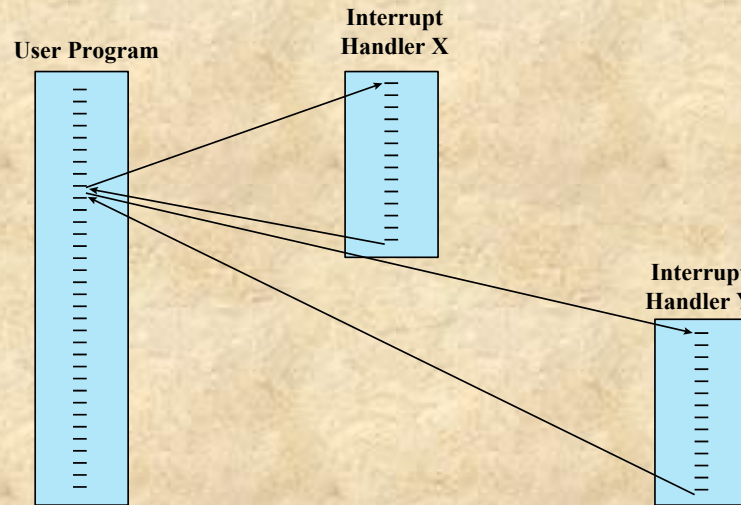 User Program
Interrupt
Handler X
Interrupt
Handler Y